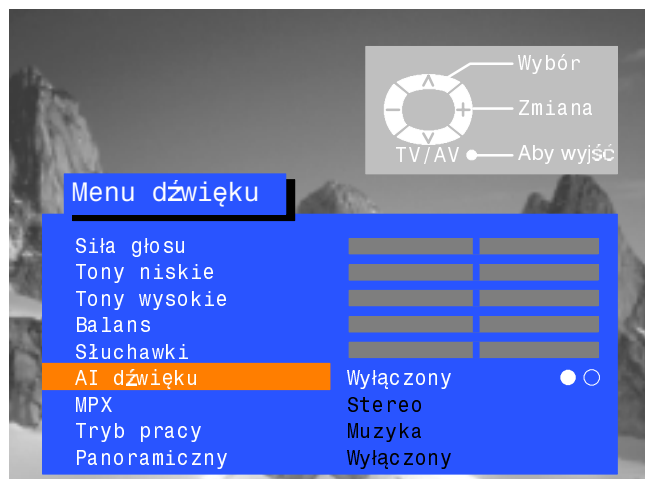 Wybór
Zmiana
TV/AV Aby wyjść
Menu dźwięku
Siła głosu
Tony niskie
Tony wysokie
Balans
Słuchawki
AI dźwięku Wyłączony
MPX Stereo
Tryb pracy Muzyka
Panoramiczny Wyłączony